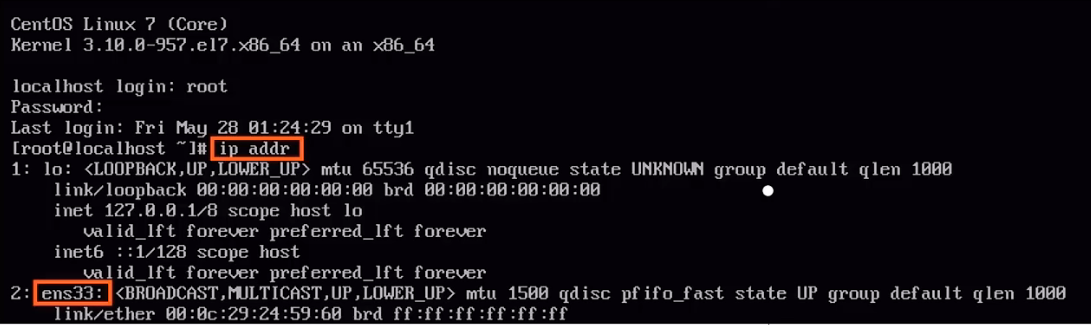 CentOS Linux 7 (Core)
Kernel 3.10.0-957.el7.x86_64 on an x86_64
localhost login: root
Password:
Last login: Fri May 28 01:24:29 on tty1
[root@localhost ~]# ip addr
1: lo: <LOOPBACK,UP,LOWER_UP> mtu 65536 qdisc noqueue state UNKNOWN group default qlen 1000
link/loopback 00:00:00:00:00:00 brd 00:00:00:00:00:00
inet 127.0.0.1/8 scope host lo
valid_lft forever preferred_lft forever
inet6 ::1/128 scope host
valid_lft forever preferred_lft forever
2: ens33: <BROADCAST,MULTICAST,UP,LOWER_UP> mtu 1500 qdisc pfifo_fast state UP group default qlen 1000
link/ether 00:0c:29:24:59:60 brd ff:ff:ff:ff:ff:ff